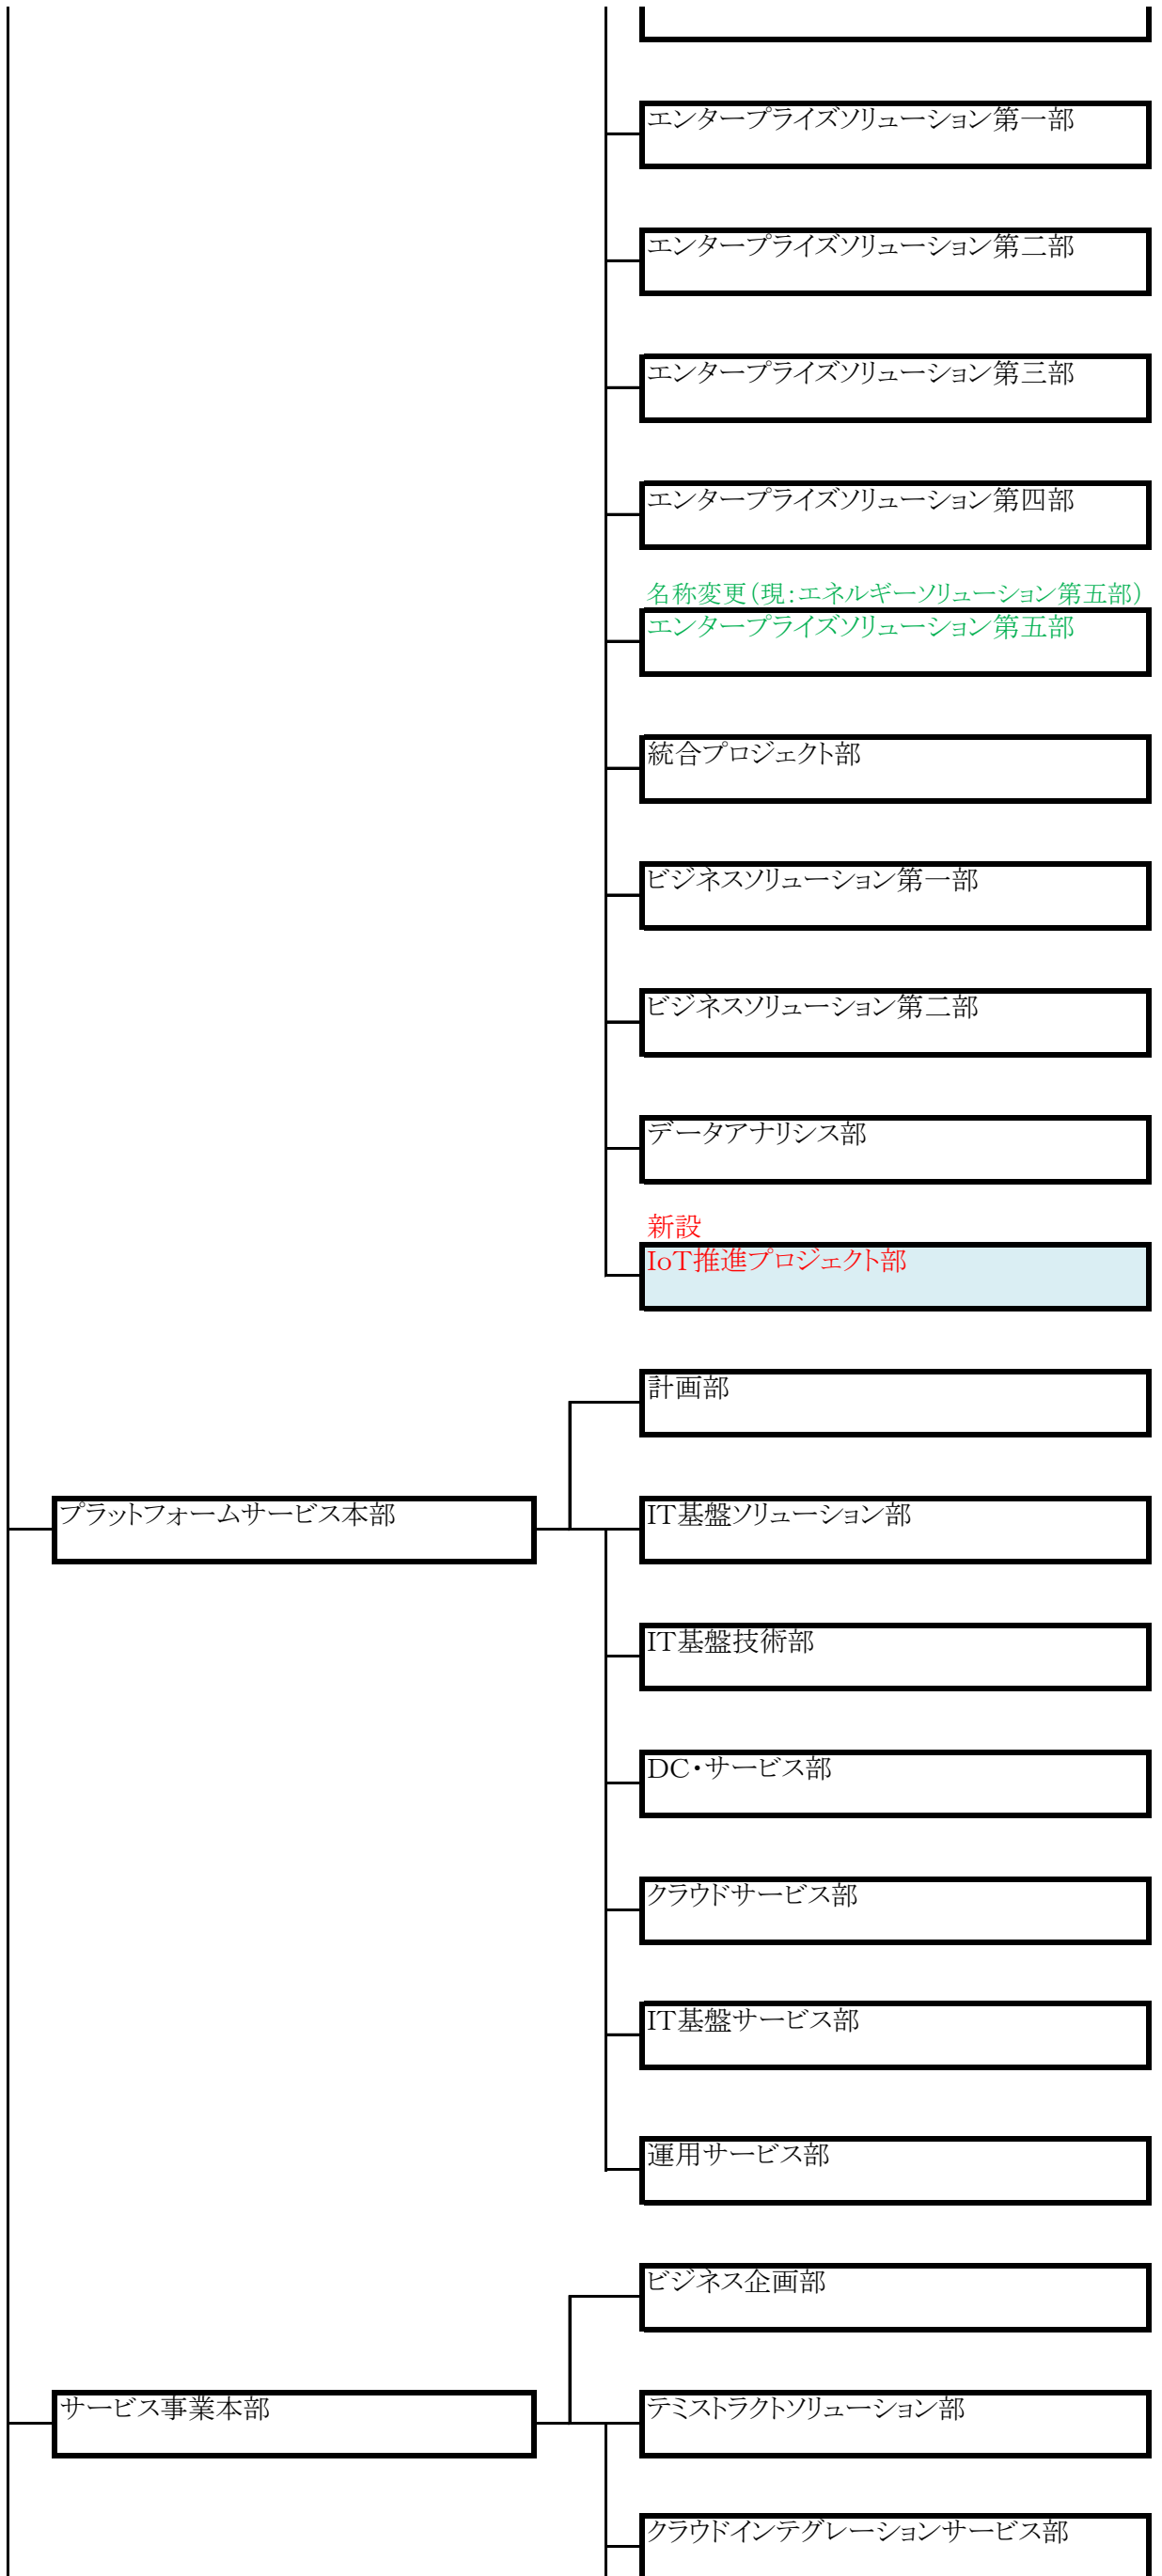 エンタープライズソリューション第一部
エンタープライズソリューション第二部
エンタープライズソリューション第三部
エンタープライズソリューション第四部
名称変更(現:エネルギーソリューション第五部)
エンタープライズソリューション第五部
統合プロジェクト部
ビジネスソリューション第一部
ビジネスソリューション第二部
データアナリシス部
新設
IoT推進プロジェクト部
計画部
プラットフォームサービス本部
IT基盤ソリューション部
IT基盤技術部
DC・サービス部
クラウドサービス部
IT基盤サービス部
運用サービス部
ビジネス企画部
サービス事業本部
テミストラクトソリューション部
クラウドインテグレーションサービス部